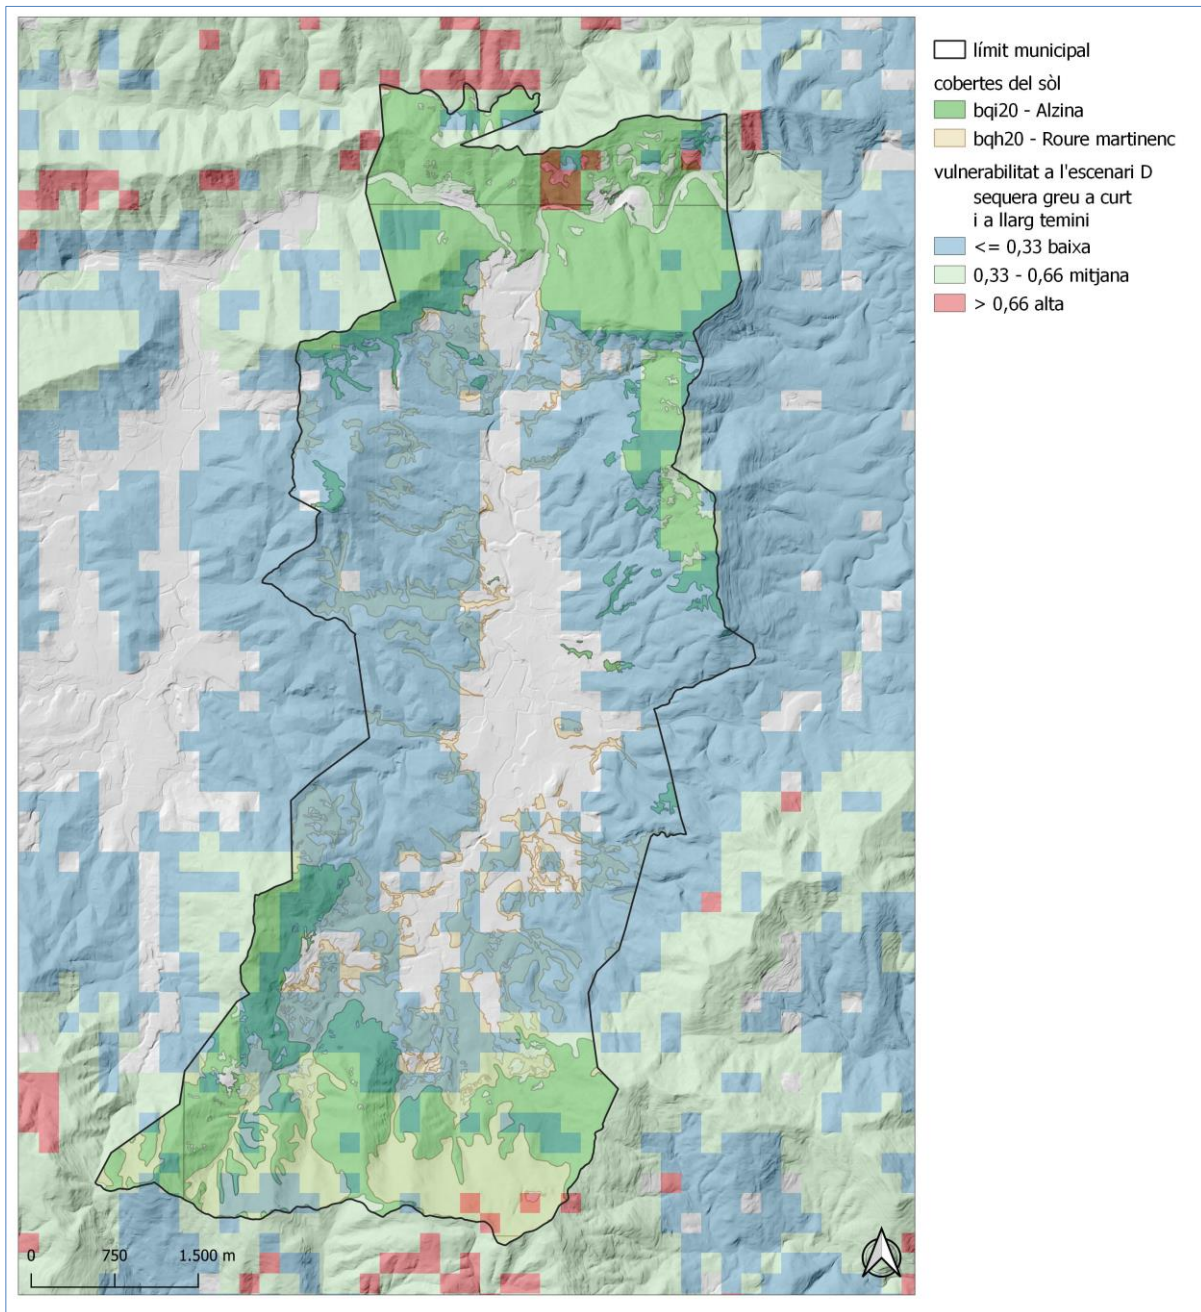 límit municipal
cobertes del sòl
bqi20 - Alzina
bqh20 - Roure martinenc
vulnerabilitat a l'escenari D
sequera greu a curt
i a llarg temini
<= 0,33 baixa
0,33 - 0,66 mitjana
> 0,66 alta
0 750 1.500 m